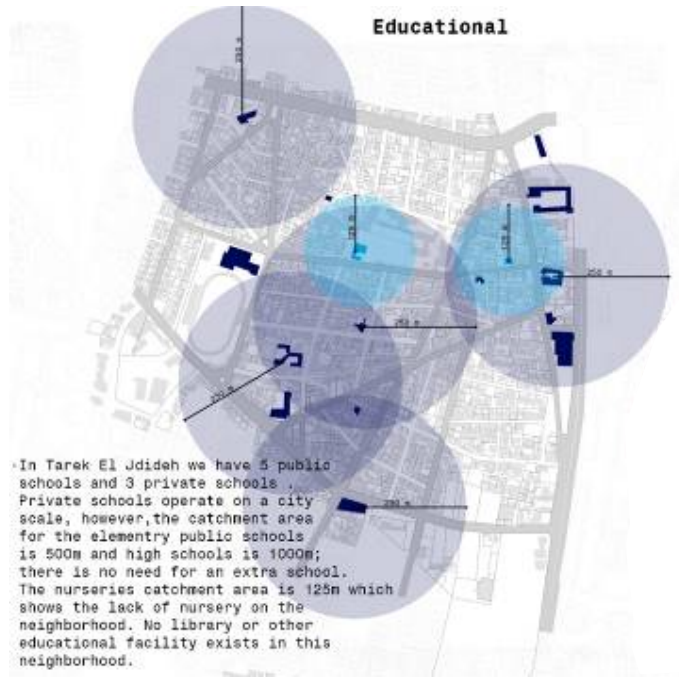 Educational
250 m
125 m
125 m
250 m
250 m
250 m
250 m
In Tarek El Jdideh we have 5 public
schools and 3 private schools .
Private schools operate on a city
scale, however,the catchment area
for the elementry public schools
is 500m and high schools is 1000m;
there is no need for an extra school.
The nurseries catchment area is 125m which
shows the lack of nursery on the
neighborhood. No library or other
educational facility exists in this
neighborhood.